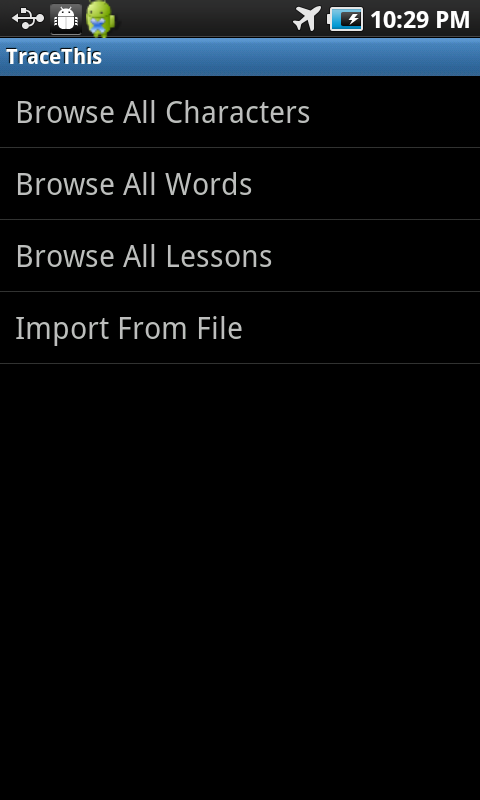 10:29 PM
TraceThis
Browse All Characters
Browse All Words
Browse All Lessons
Import From File